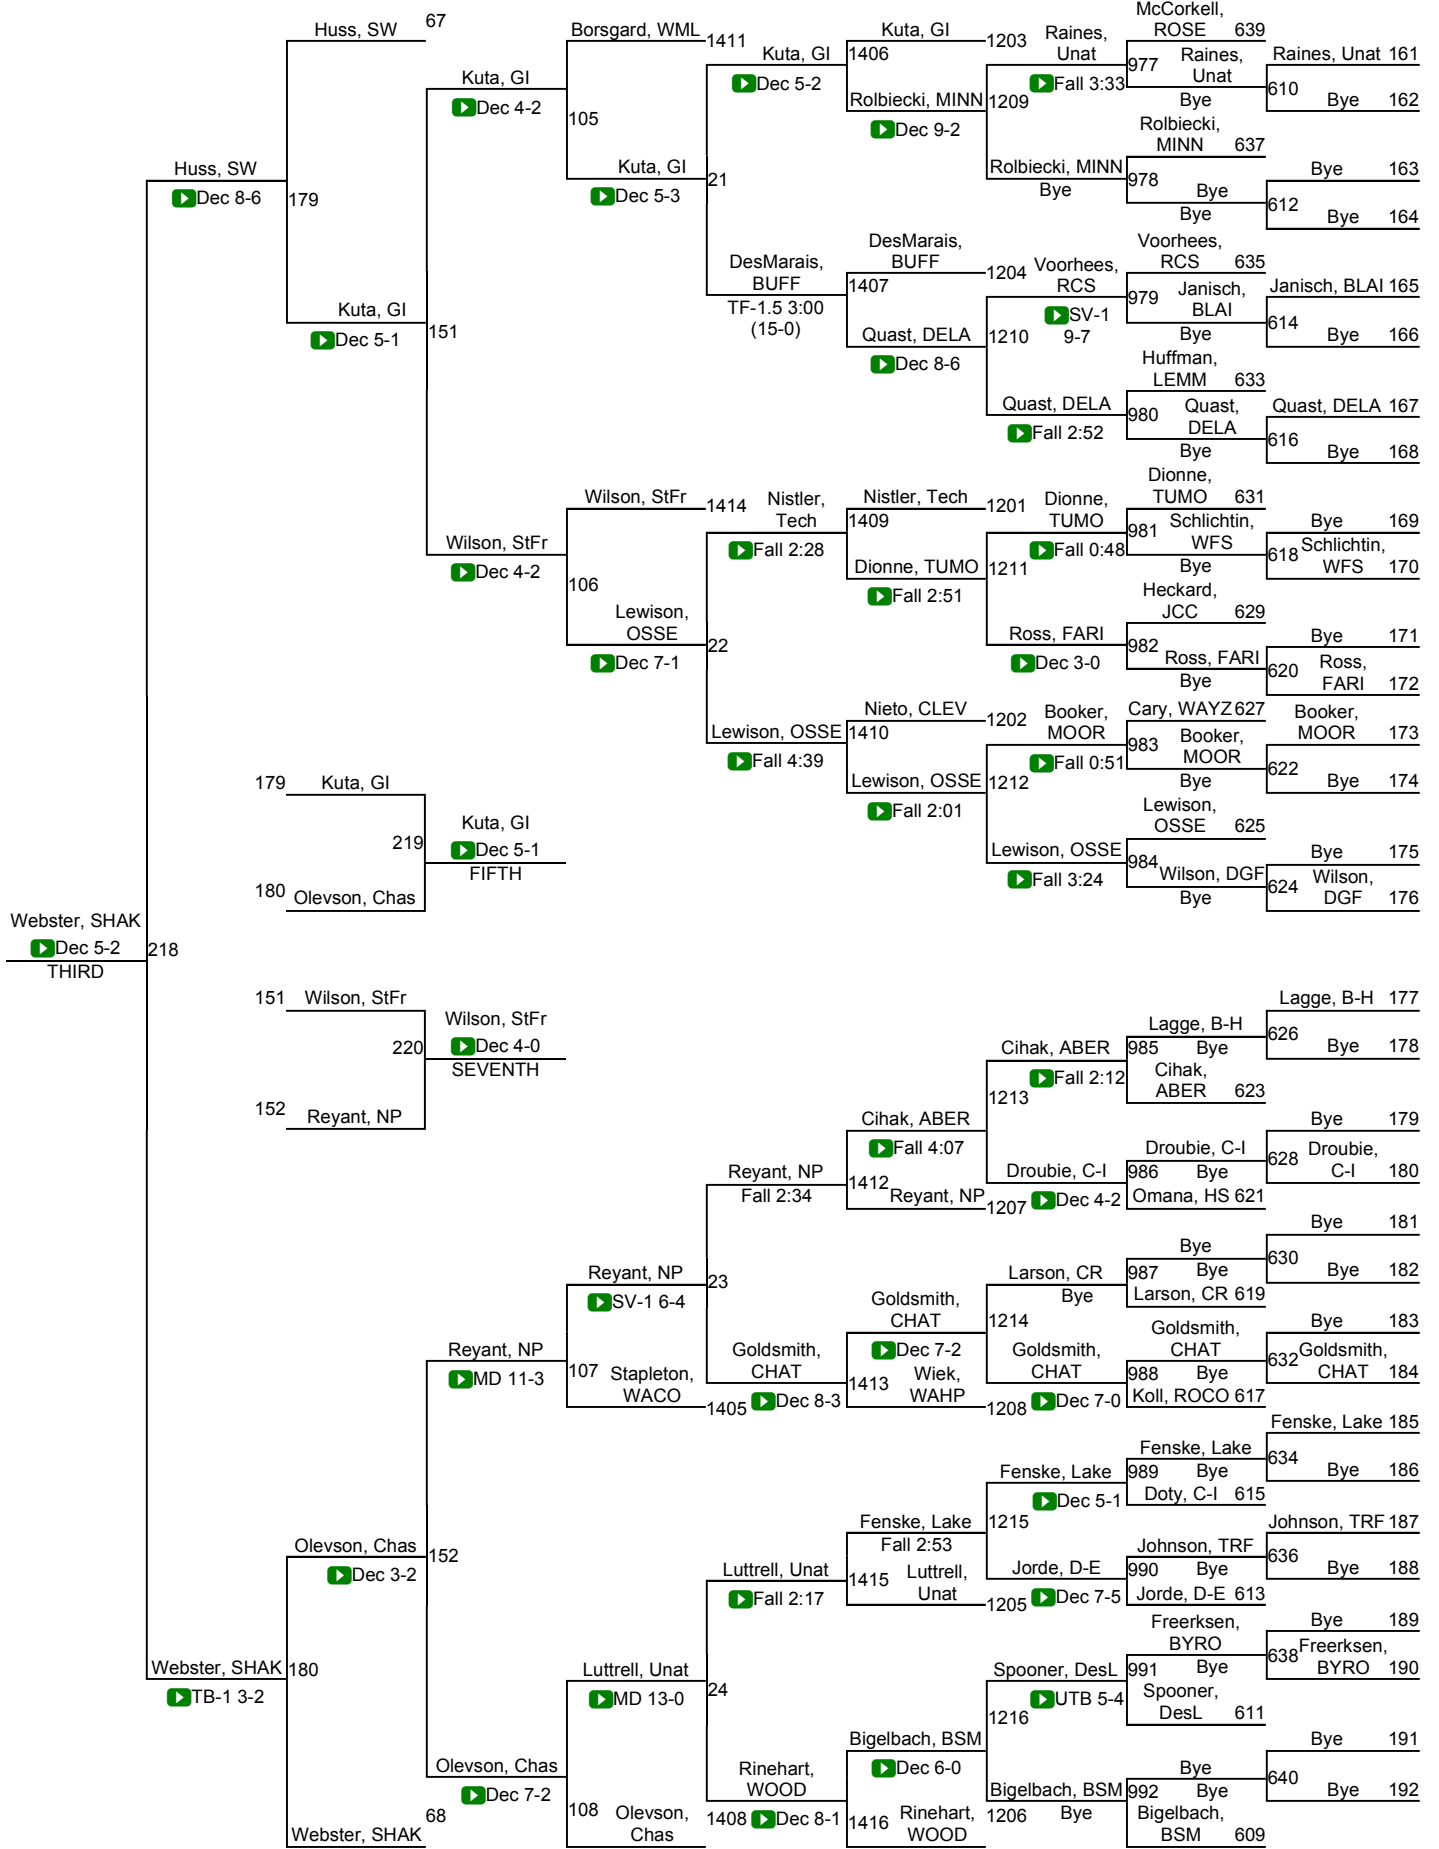 McCorkell,
Huss, SW 67 Borsgard, WML 1411 Kuta, GI 1203 Raines, ROSE 639
Kuta, GI 1406 Unat 977 Raines, Raines, Unat 161
Kuta, GI Dec 5-2 Fall 3:33 Unat 610
Dec 4-2 Rolbiecki, MINN 1209 Bye Bye 162
105 Dec 9-2 Rolbiecki,
MINN 637
Huss, SW Kuta, GI 21 Rolbiecki, MINN 978 Bye 163
Dec 8-6 179 Dec 5-3 Bye Bye 612
Bye Bye 164
DesMarais, Voorhees,
DesMarais, BUFF 1204 Voorhees, RCS 635
BUFF 1407 RCS 979 Janisch, Janisch, BLAI 165
TF-1.5 3:00 SV-1 BLAI 614
Kuta, GI 151 (15-0) Quast, DELA 1210 9-7 Bye Bye 166
Dec 5-1 Dec 8-6 Huffman,
LEMM 633
Quast, DELA 980 Quast, Quast, DELA 167
Fall 2:52 DELA 616
Bye Bye 168
Dionne,
Wilson, StFr 1414 Nistler, Nistler, Tech 1201 Dionne, TUMO 631
Tech 1409 TUMO 981 Schlichtin, Bye 169
Wilson, StFr Fall 2:28 Fall 0:48 WFS 618 Schlichtin,
Dec 4-2 106 Dionne, TUMO 1211 Bye WFS 170
Fall 2:51 Heckard,
Lewison, JCC 629
OSSE 22 Ross, FARI 982 Ross, FARI Bye 171
Dec 7-1 Dec 3-0 Bye 620 Ross,
FARI 172
Nieto, CLEV 1202 Booker, Cary, WAYZ 627 Booker,
Lewison, OSSE 1410 MOOR 983 Booker, MOOR 173
Fall 4:39 Fall 0:51 MOOR 622
179 Kuta, GI Lewison, OSSE 1212 Bye Bye 174
Fall 2:01 Lewison,
Kuta, GI OSSE 625
219 Dec 5-1 Lewison, OSSE 984 Wilson, DGF Bye 175
FIFTH Fall 3:24 Bye 624 Wilson,
180 Olevson, Chas DGF 176
Webster, SHAK
Dec 5-2 218
THIRD
151 Wilson, StFr Lagge, B-H 177
Wilson, StFr Lagge, B-H 626
220 Dec 4-0 Cihak, ABER 985 Bye Bye 178
SEVENTH Fall 2:12 Cihak,
1213 ABER 623
152 Reyant, NP Cihak, ABER Bye 179
Fall 4:07 Droubie, C-I 628 Droubie,
Reyant, NP 1412 Droubie, C-I 986 Bye C-I 180
Fall 2:34 Reyant, NP 1207 Dec 4-2 Omana, HS 621
Bye 181
Bye 630
Reyant, NP 23 Larson, CR 987 Bye Bye 182
SV-1 6-4 Goldsmith, Bye Larson, CR 619
CHAT 1214 Goldsmith, Bye 183
Reyant, NP Goldsmith, Dec 7-2 Goldsmith, CHAT 632 Goldsmith,
MD 11-3 107 Stapleton, CHAT 1413 Wiek, CHAT 988 Bye CHAT 184
WACO 1405 Dec 8-3 WAHP 1208 Dec 7-0 Koll, ROCO 617
Fenske, Lake 185
Fenske, Lake 634
Fenske, Lake 989 Bye Bye 186
Dec 5-1 Doty, C-I 615
Fenske, Lake 1215 Johnson, TRF 187
Olevson, Chas 152 Fall 2:53 Johnson, TRF 636
Dec 3-2 Luttrell, Unat 1415 Luttrell, Jorde, D-E 990 Bye Bye 188
Fall 2:17 Unat 1205 Dec 7-5 Jorde, D-E 613
Freerksen, Bye 189
BYRO 638 Freerksen,
Webster, SHAK 180 Luttrell, Unat 24 Spooner, DesL 991 Bye BYRO 190
TB-1 3-2 MD 13-0 UTB 5-4 Spooner,
1216 DesL 611
Bigelbach, BSM Bye 191
Olevson, Chas Rinehart, Dec 6-0 Bye 640
Dec 7-2 WOOD Bigelbach, BSM 992 Bye Bye 192
68 108 Olevson, 1408 Dec 8-1 1416 Rinehart, 1206 Bye Bigelbach,
Webster, SHAK Chas WOOD BSM 609